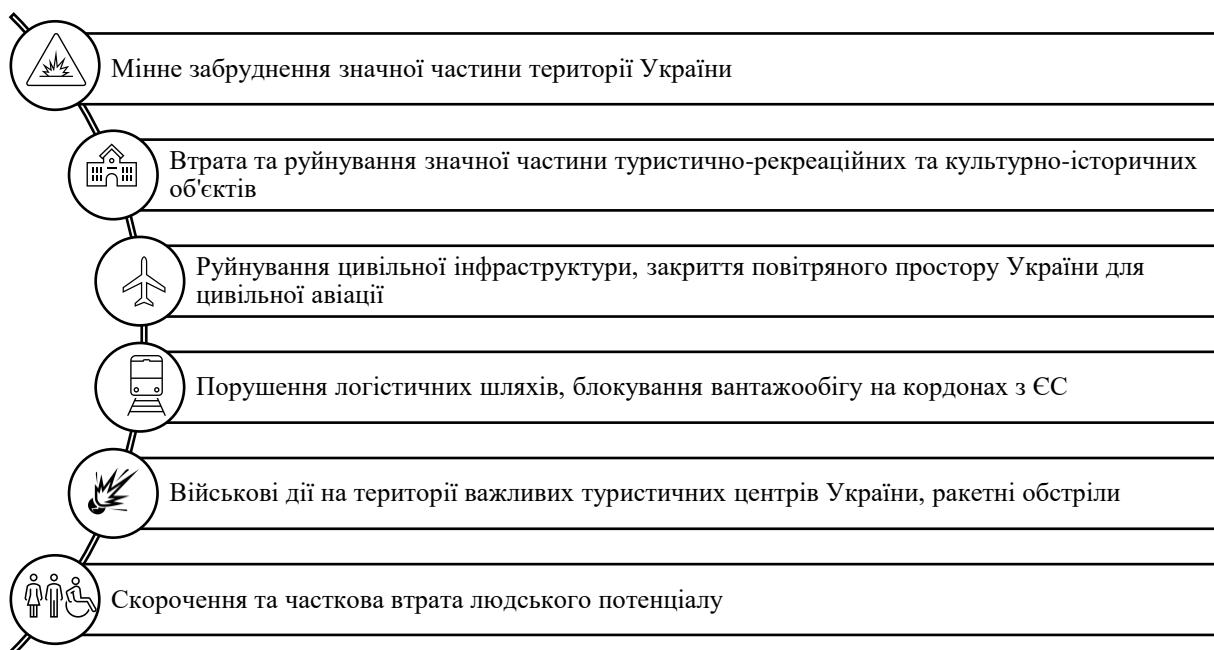 Мінне забруднення значної частини території України
Втрата та руйнування значної частини туристично-рекреаційних та культурно-історичних
об'єктів
Руйнування цивільної інфраструктури, закриття повітряного простору України для
цивільної авіації
Порушення логістичних шляхів, блокування вантажообігу на кордонах з ЄС
Військові дії на території важливих туристичних центрів України, ракетні обстріли
Скорочення та часткова втрата людського потенціалу